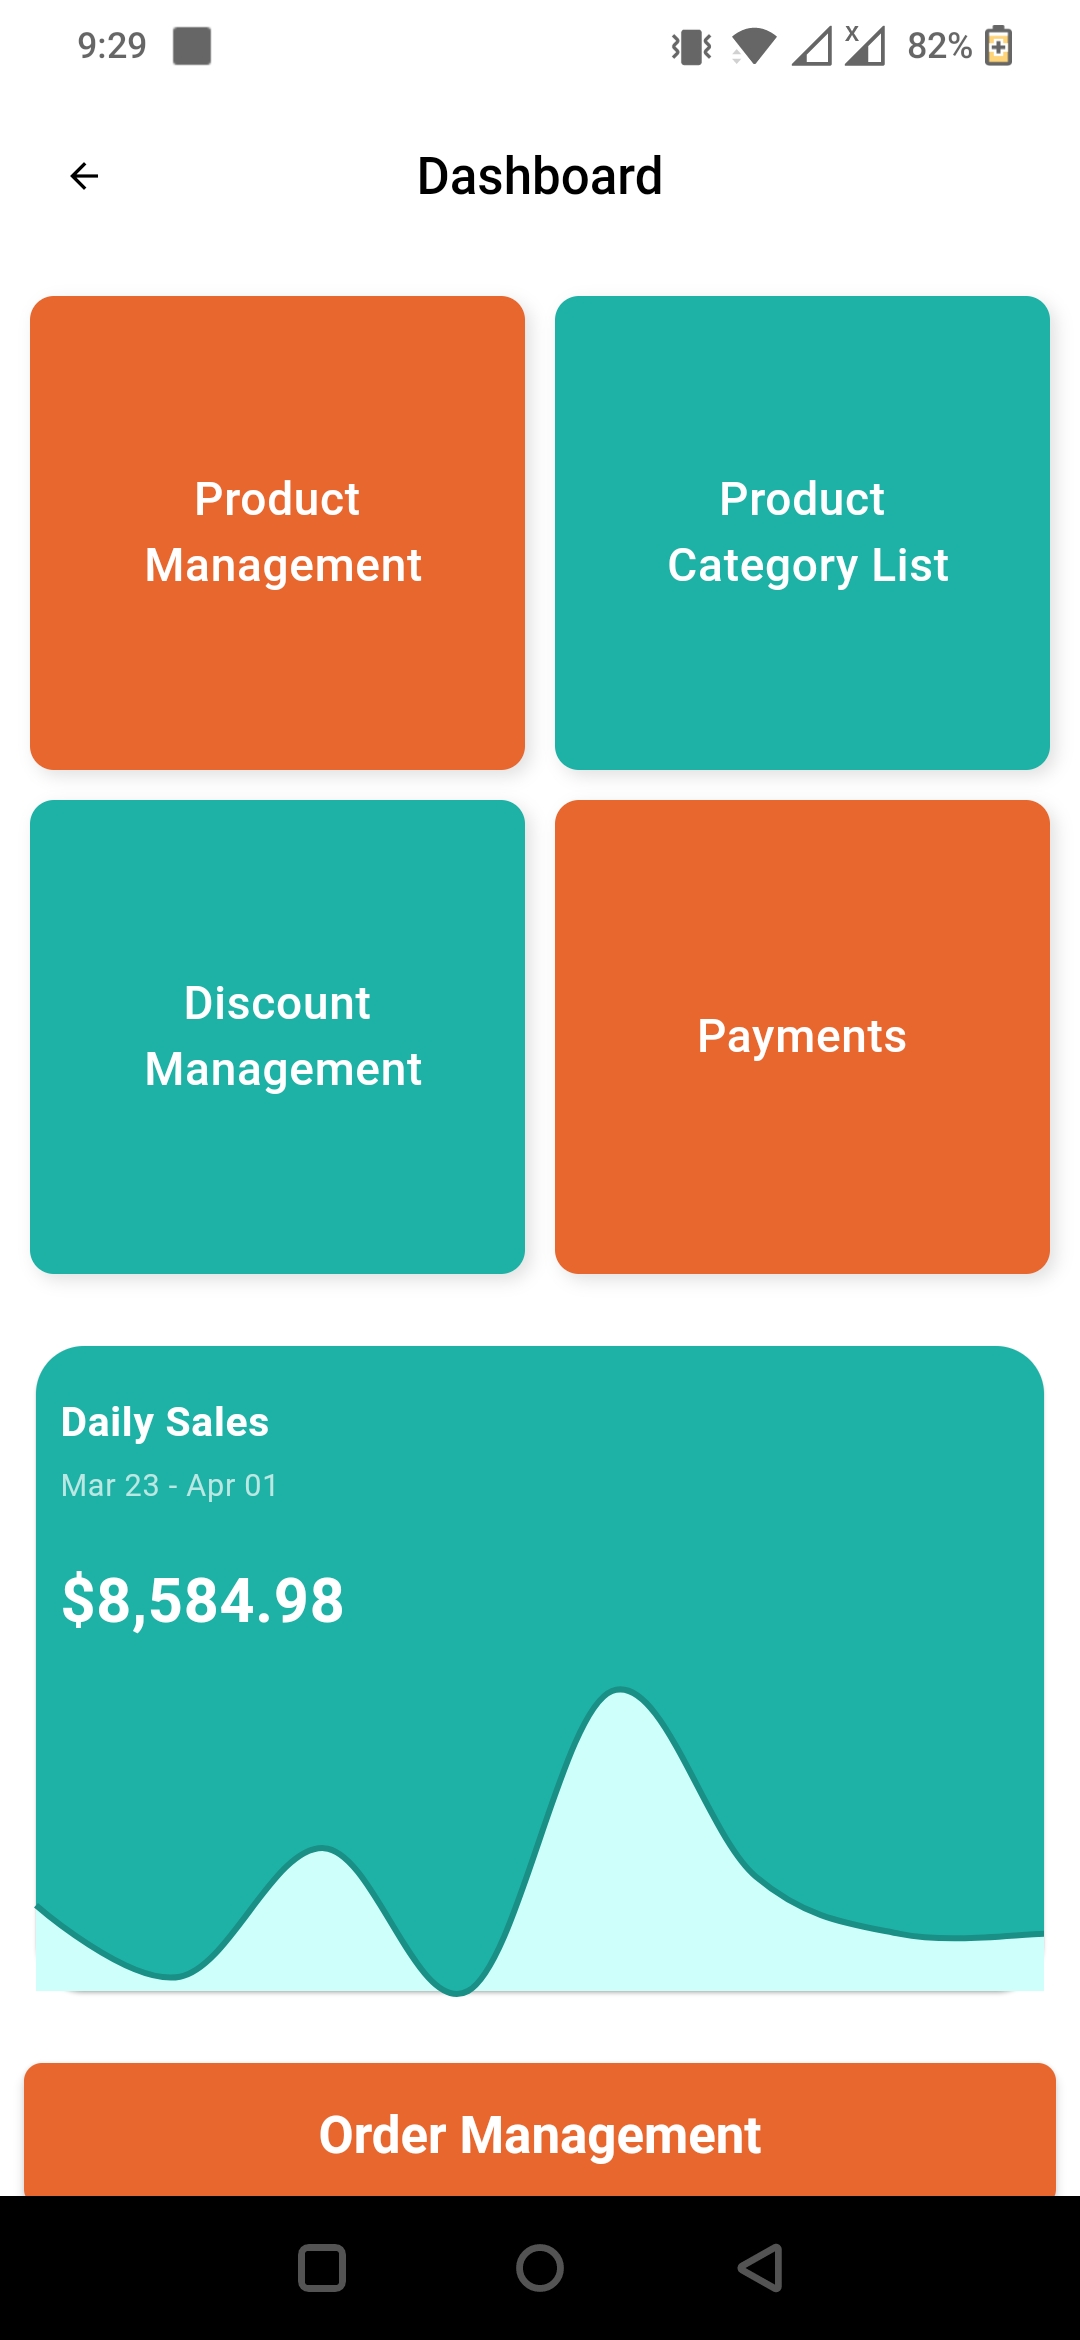 9:29
X
82%
Dashboard
Product
Management
Product
Category List
Discount
Management
Payments
Daily Sales
Mar 23 - Apr 01
$8,584.98
Order Management